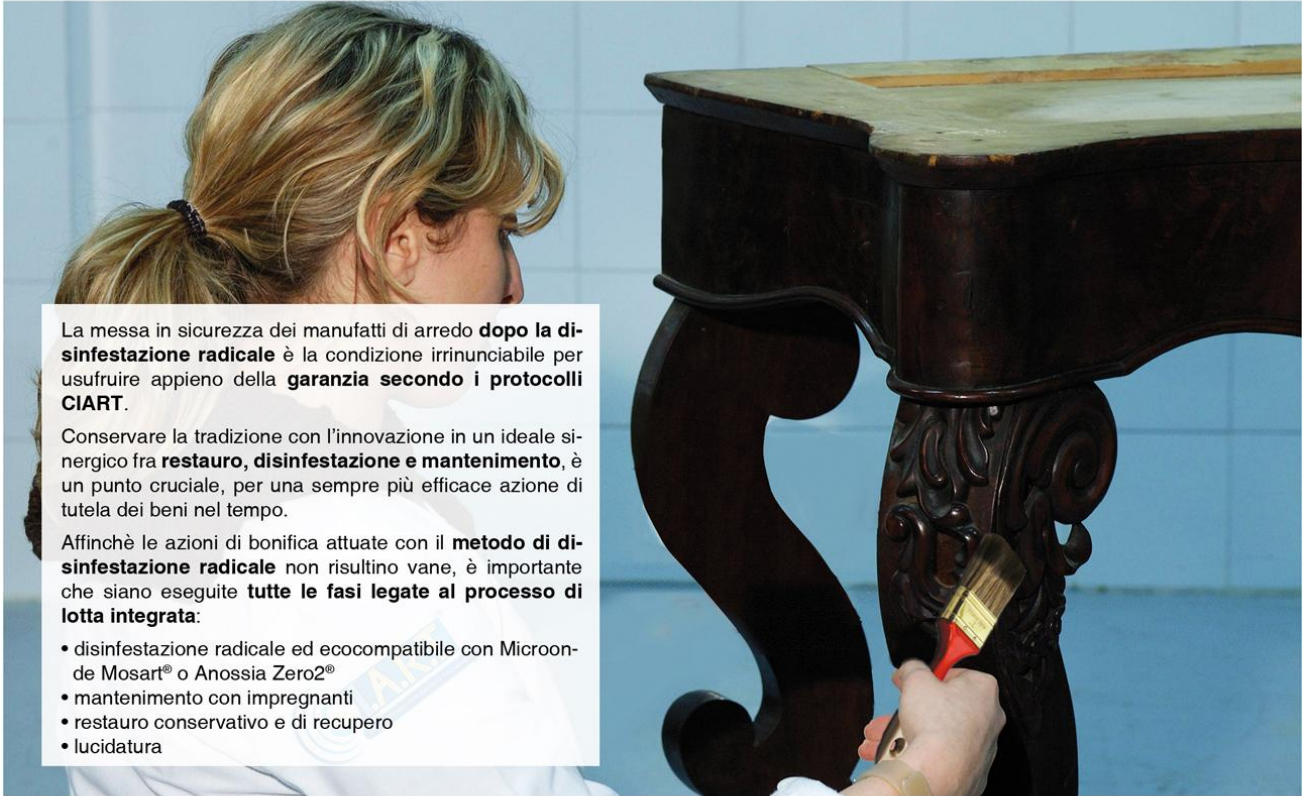 La messa in sicurezza dei manufatti di arredo dopo la di-
sinfestazione radicale è la condizione irrinunciabile per
usufruire appieno della garanzia secondo i protocolli
CIART.
Conservare la tradizione con l'innovazione in un ideale si-
nergico fra restauro, disinfestazione e mantenimento, è
un punto cruciale, per una sempre più efficace azione di
tutela dei beni nel tempo.
Affinchè le azioni di bonifica attuate con il metodo di di-
sinfestazione radicale non risultino vane, è importante
che siano eseguite tutte le fasi legate al processo di
lotta integrata:
• disinfestazione radicale ed ecocompatibile con Microon-
de Mosart® o Anossia Zero2®
• mantenimento con impregnanti
• restauro conservativo e di recupero
• lucidatura